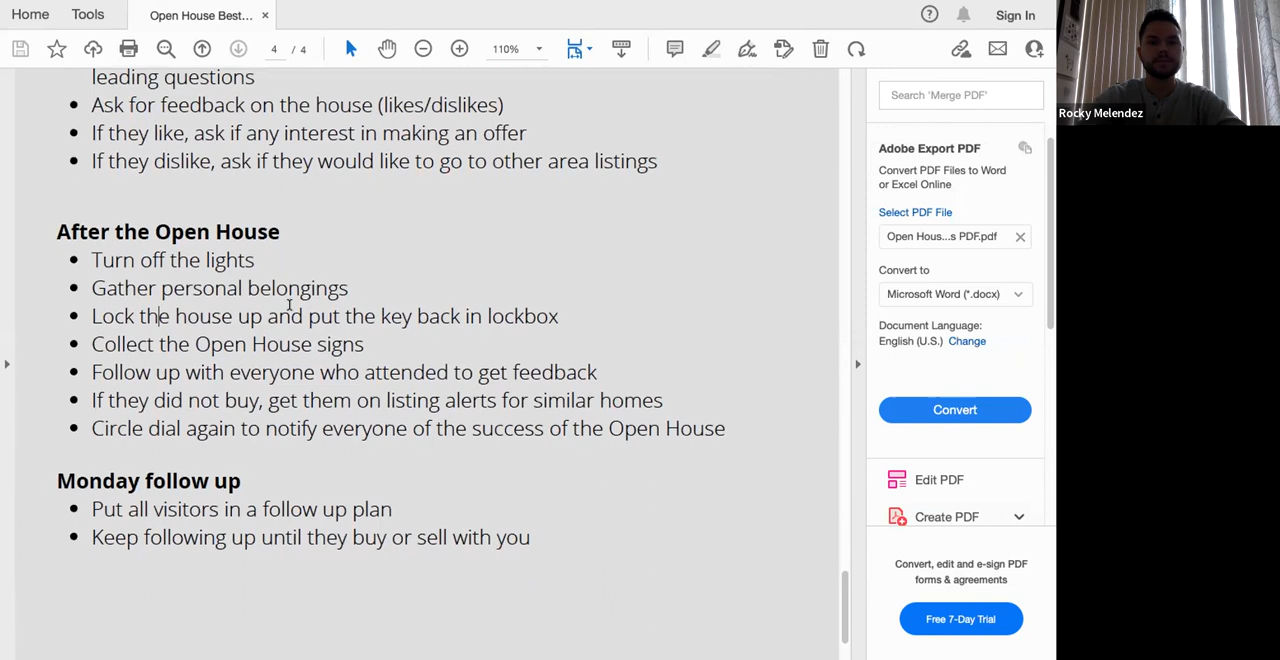 Home
Tools
Open House Best... ×
Sign In
4 / 4
110%
leading questions
• Ask for feedback on the house (likes/dislikes)
• If they like, ask if any interest in making an offer
• If they dislike, ask if they would like to go to other area listings
After the Open House
• Turn off the lights
• Gather personal belongings
• Lock the house up and put the key back in lockbox
• Collect the Open House signs
• Follow up with everyone who attended to get feedback
• If they did not buy, get them on listing alerts for similar homes
• Circle dial again to notify everyone of the success of the Open House
Monday follow up
• Put all visitors in a follow up plan
• Keep following up until they buy or sell with you
Search 'Merge PDF'
Adobe Export PDF
Convert PDF Files to Word
or Excel Online
Select PDF File
Open Hous...s PDF.pdf
Convert to
Microsoft Word (*.docx)
Document Language:
English (U.S.) Change
Convert
Edit PDF
Create PDF
Convert, edit and e-sign PDF
forms & agreements
Free 7-Day Trial
Rocky Melendez